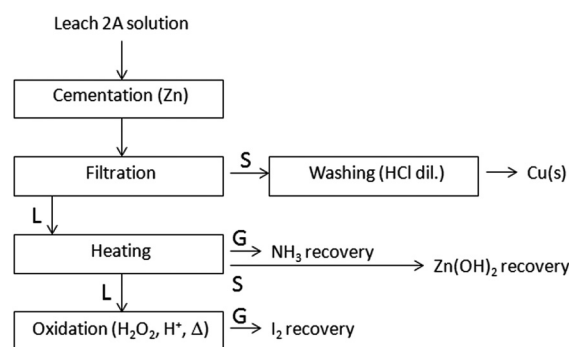 Leach 2A solution
Cementation (Zn)
Filtration
S
Washing (HCl dil.)
Cu(s)
L
Heating
G
NH₃ recovery
S
Zn(OH)₂ recovery
L
Oxidation (H₂O₂, H⁺, Δ)
G
I₂ recovery